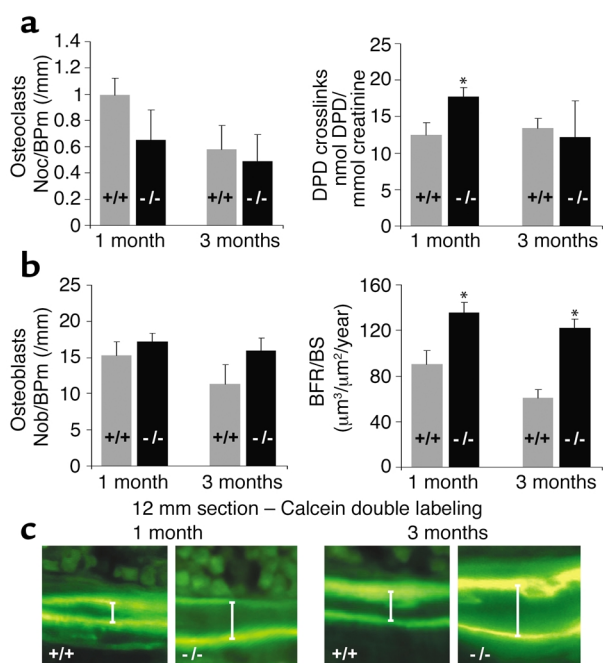 a
Osteoclasts
Noc/BPm (/mm)
1.4
1.2
1
0.8
0.6
0.4
0.2
0
+/+
-/-
1 month
3 months
DPD crosslinks
nmol DPD/
mmol creatinine
25
20
15
10
5
0
*
+/+
-/-
+/+
-/-
1 month
3 months
b
Osteoblasts
Nob/BPm (/mm)
25
20
15
10
5
0
+/+
-/-
+/+
-/-
1 month
3 months
BFR/BS
(μm³/μm²/year)
160
120
80
40
0
*
*
+/+
-/-
+/+
-/-
1 month
3 months
12 mm section – Calcein double labeling
c
1 month
3 months
+/+
-/-
+/+
-/-